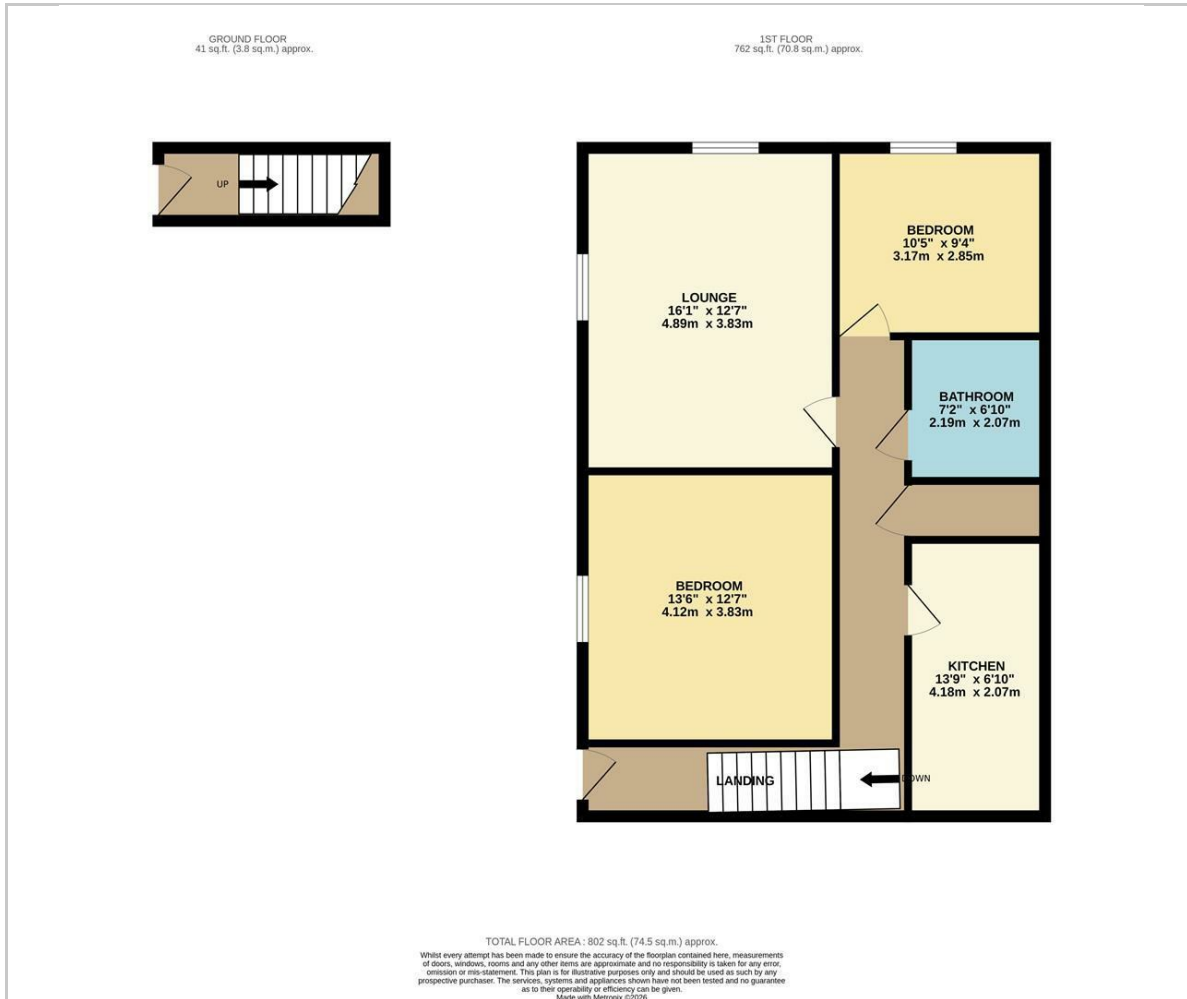 GROUND FLOOR
41 sq.ft. (3.8 sq.m.) approx.
1ST FLOOR
762 sq.ft. (70.8 sq.m.) approx.
UP
BEDROOM
10'5" x 9'4"
3.17m x 2.85m
LOUNGE
16'1" x 12'7"
4.89m x 3.83m
BATHROOM
7'2" x 6'10"
2.19m x 2.07m
BEDROOM
13'6" x 12'7"
4.12m x 3.83m
KITCHEN
13'9" x 6'10"
4.18m x 2.07m
LANDING
DOWN
TOTAL FLOOR AREA : 802 sq.ft. (74.5 sq.m.) approx.
Whilst every attempt has been made to ensure the accuracy of the floorplan contained here, measurements
of doors, windows, rooms and any other items are approximate and no responsibility is taken for any error,
omission or mis-statement. This plan is for illustrative purposes only and should be used as such by any
prospective purchaser. The services, systems and appliances shown have not been tested and no guarantee
as to their operability or efficiency can be given.
Made with Metropix ©2026